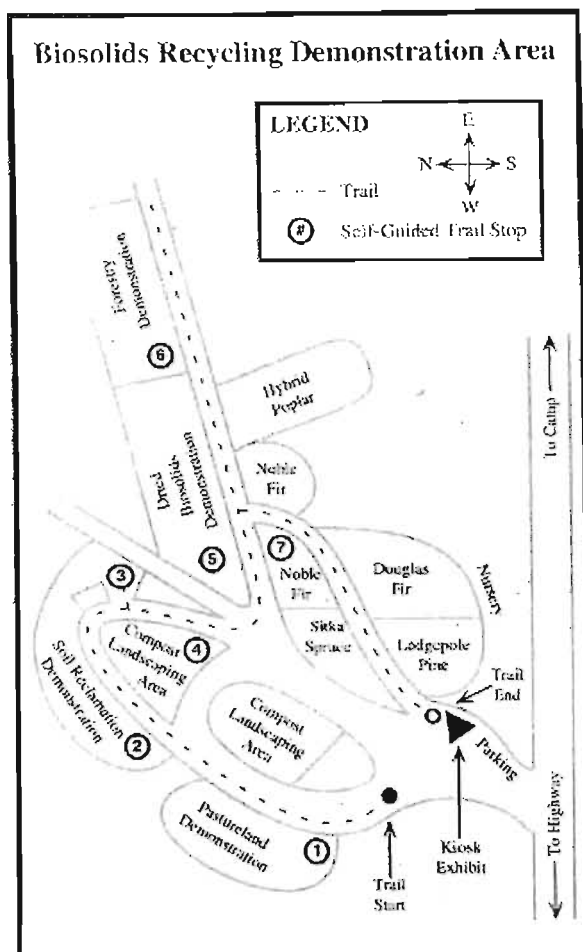 Biosolids Recycling Demonstration Area
LEGEND
E
N
S
W
Trail
# Self-Guided Trail Stop
Forestry
Demonstration
6
Hybrid
Poplar
To Camp
Dried
Biosolids
Demonstration
5
Noble
Fir
7
Noble
Fir
Douglas
Fir
Nursery
3
Sitka
Spruce
Lodgepole
Pine
Compost
Landscaping
Area
4
Soil Reclamation
Demonstration
2
Trail
End
Compost
Landscaping
Area
Parking
Pastureland
Demonstration
1
Trail
Start
Kiosk
Exhibit
To Highway